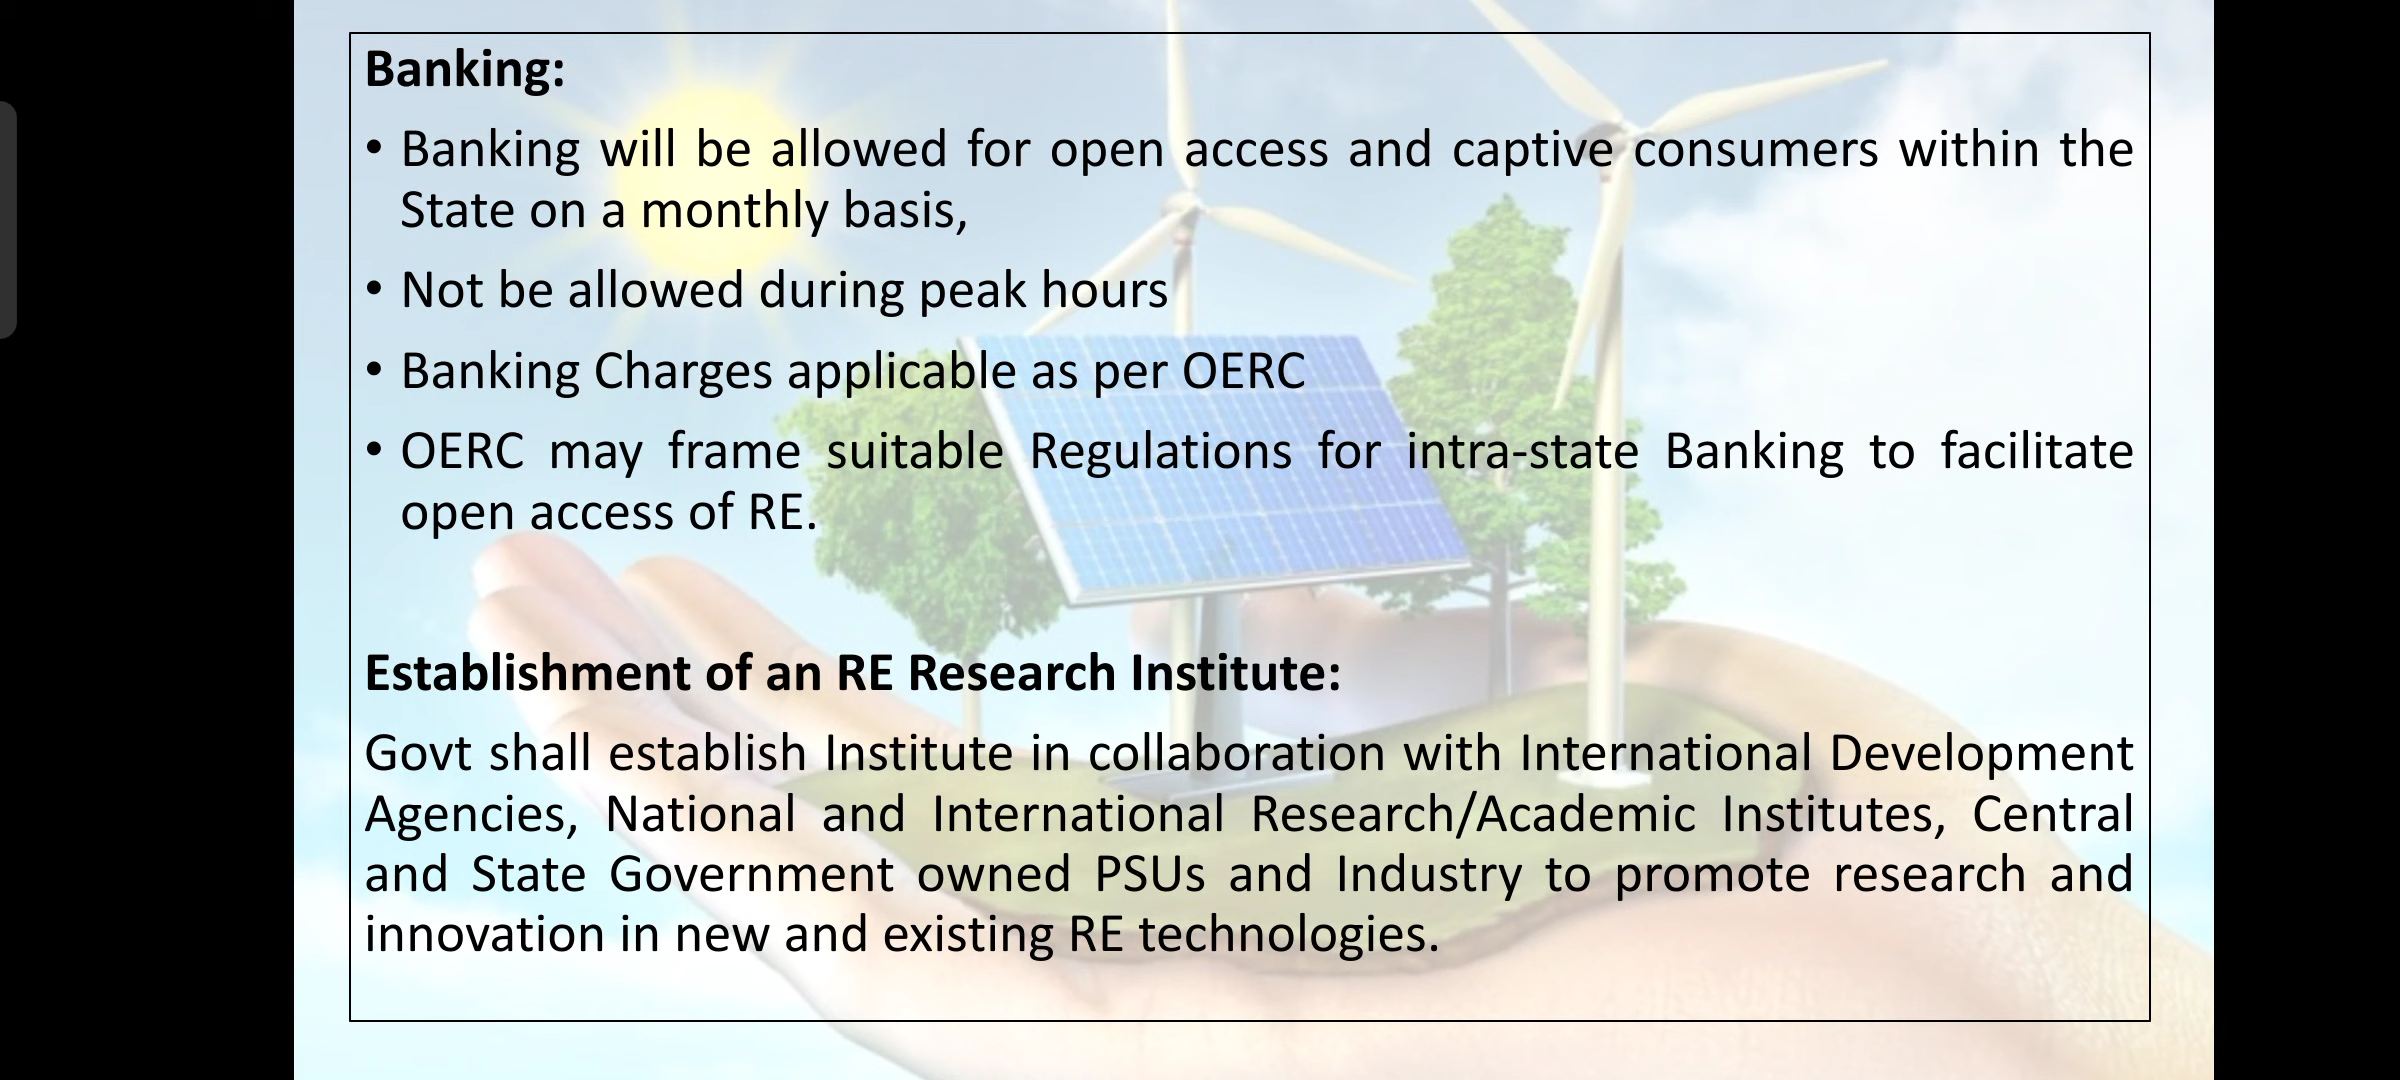 Banking:
• Banking will be allowed for open access and captive consumers within the
State on a monthly basis,
• Not be allowed during peak hours
• Banking Charges applicable as per OERC
• OERC may frame suitable Regulations for intra-state Banking to facilitate
open access of RE.
Establishment of an RE Research Institute:
Govt shall establish Institute in collaboration with International Development
Agencies, National and International Research/Academic Institutes, Central
and State Government owned PSUs and Industry to promote research and
innovation in new and existing RE technologies.